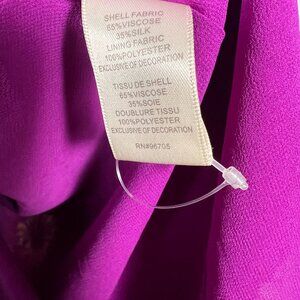 SHELL FABRIC
65%VISCOSE
35%SILK
LINING FABRIC
100%POLYESTER
EXCLUSIVE OF DECORATION
TISSU DE SHELL
65%VISCOSE
35%SOIE
DOUBLURE TISSU
100%POLYESTER
EXCLUSIVE OF DECORATION
RN#96705